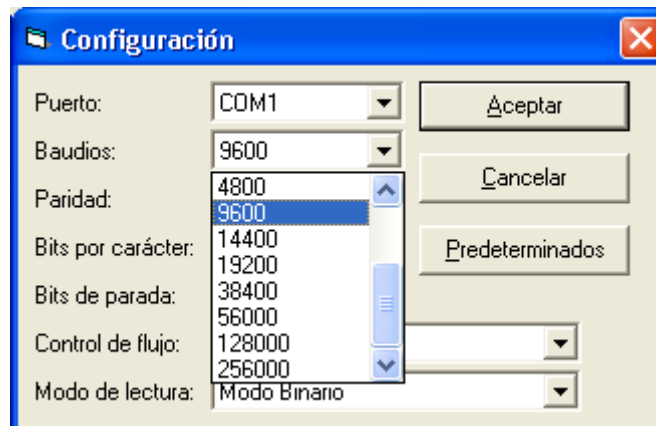 Configuración
Puerto: COM1 Aceptar
Baudios: 9600
4800 Cancelar
Paridad: 9600
14400
Bits por carácter: 19200 Predeterminados
Bits de parada: 38400
56000
Control de flujo: 128000
256000
Modo de lectura: Modo Binario